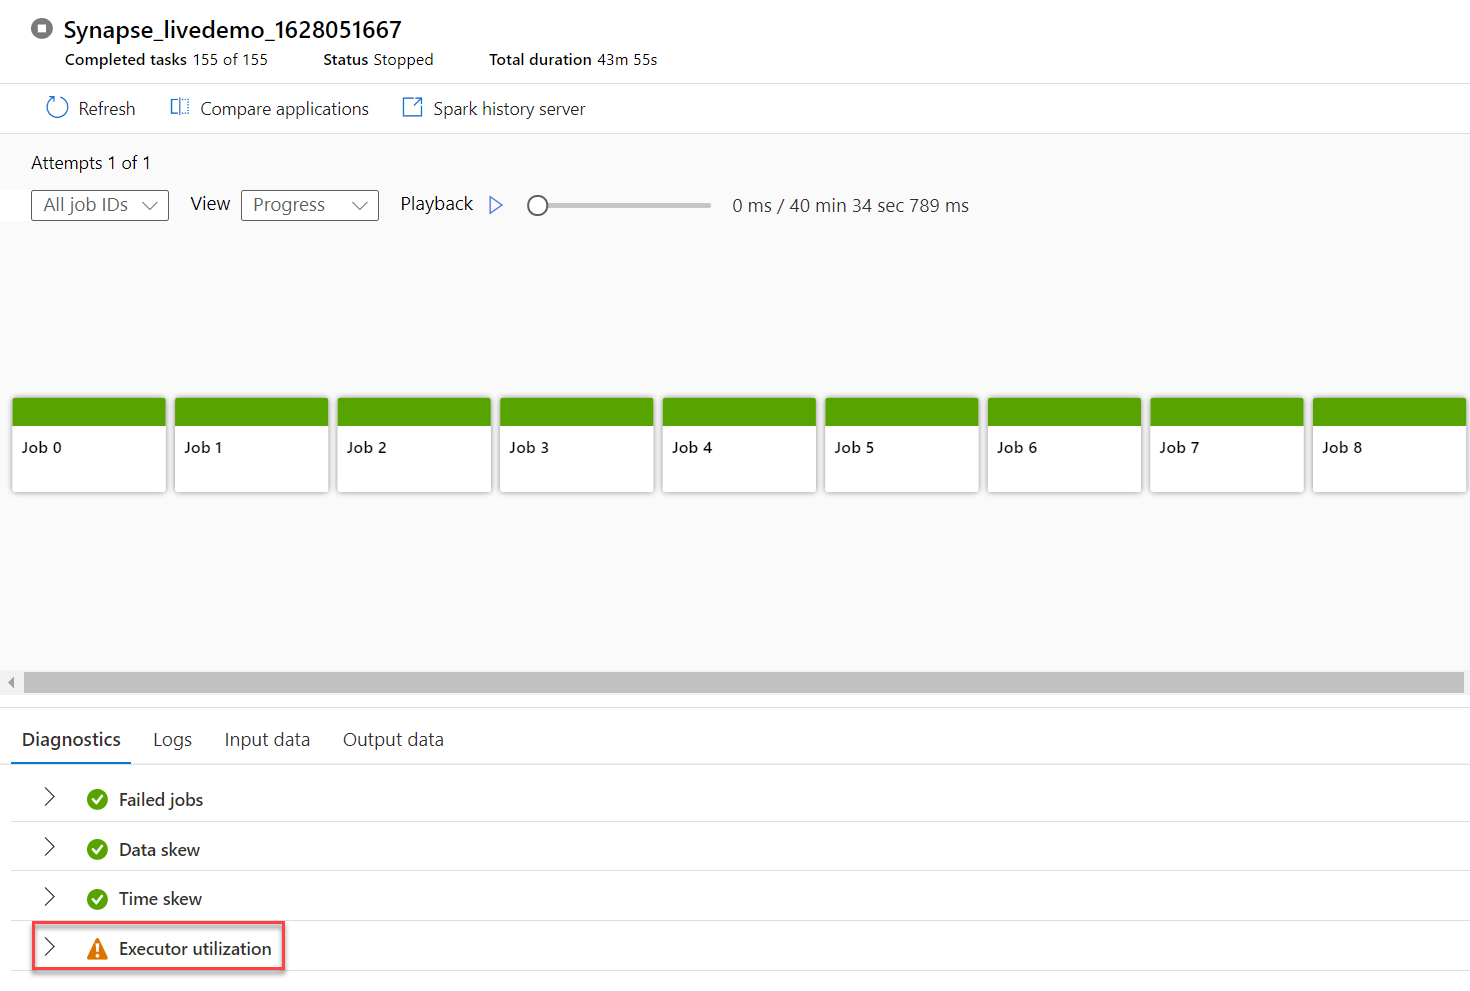 Synapse_livedemo_1628051667
Completed tasks 155 of 155 Status Stopped Total duration 43m 55s
Refresh Compare applications Spark history server
Attempts 1 of 1
All job IDs View Progress Playback 0 ms / 40 min 34 sec 789 ms
Job 0 Job 1 Job 2 Job 3 Job 4 Job 5 Job 6 Job 7 Job 8
Diagnostics Logs Input data Output data
Failed jobs
Data skew
Time skew
Executor utilization